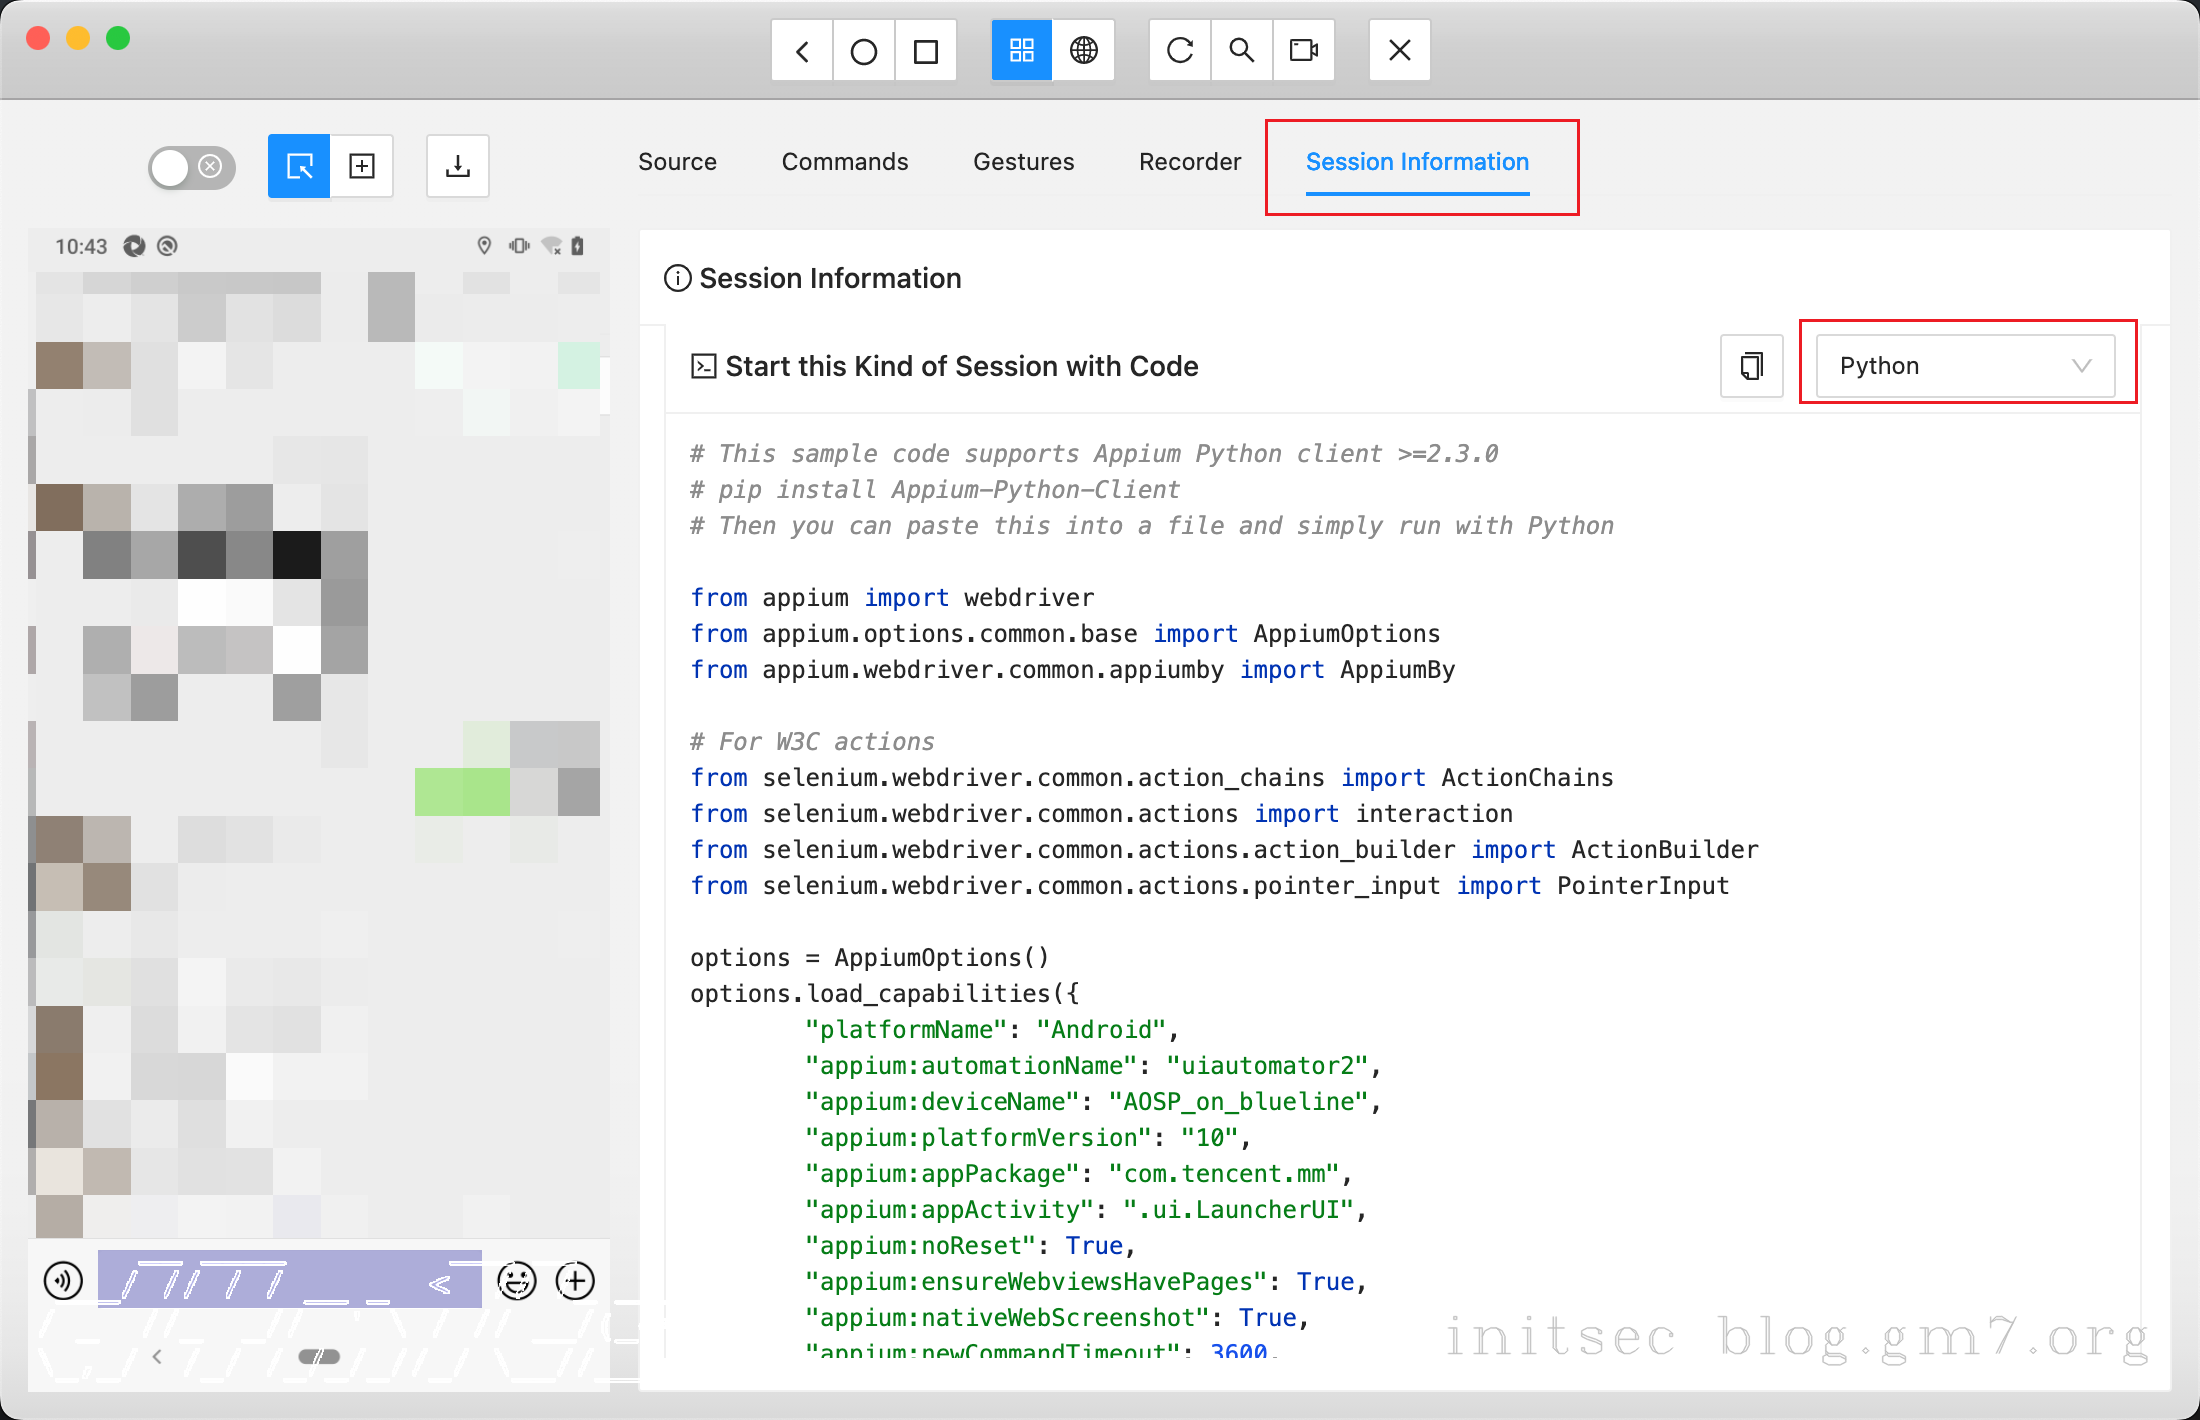 Source Commands Gestures Recorder Session Information
10:43
Session Information
Start this Kind of Session with Code
Python
# This sample code supports Appium Python client >=2.3.0
# pip install Appium-Python-Client
# Then you can paste this into a file and simply run with Python
from appium import webdriver
from appium.options.common.base import AppiumOptions
from appium.webdriver.common.appiumby import AppiumBy
# For W3C actions
from selenium.webdriver.common.action_chains import ActionChains
from selenium.webdriver.common.actions import interaction
from selenium.webdriver.common.actions.action_builder import ActionBuilder
from selenium.webdriver.common.actions.pointer_input import PointerInput
options = AppiumOptions()
options.load_capabilities({
"platformName": "Android",
"appium:automationName": "uiautomator2",
"appium:deviceName": "AOSP_on_blueline",
"appium:platformVersion": "10",
"appium:appPackage": "com.tencent.mm",
"appium:appActivity": ".ui.LauncherUI",
"appium:noReset": True,
"appium:ensureWebviewsHavePages": True,
"appium:nativeWebScreenshot": True,
"appium:newCommandTimeout": 3600,
initsec blog.gm7.org